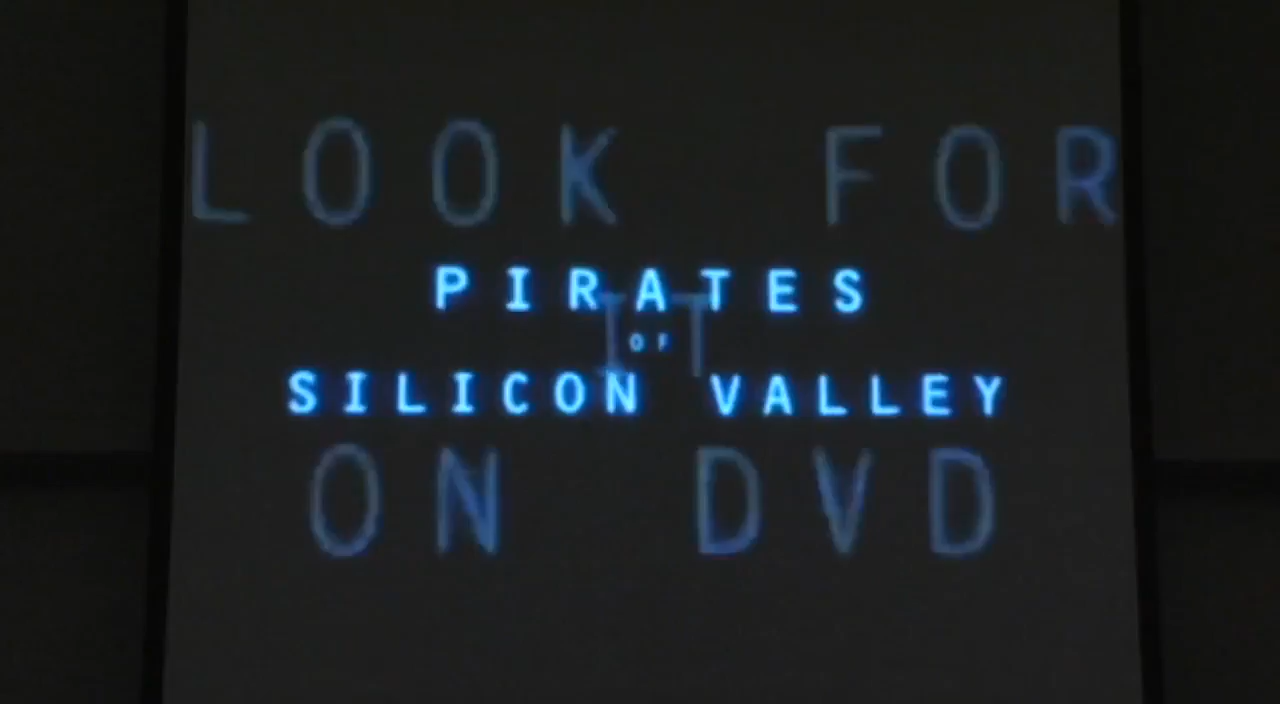 LOOK FOR
PIRATES
IT
OF
SILICON VALLEY
ON DVD